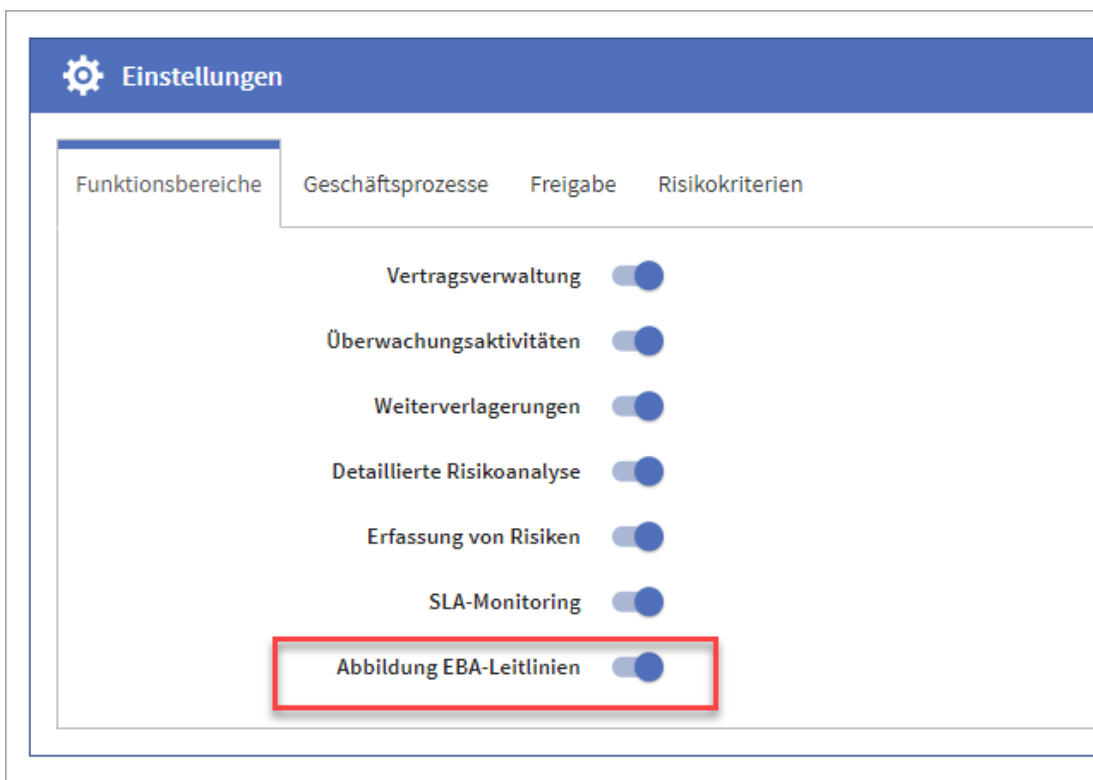 Einstellungen
Funktionsbereiche Geschäftsprozesse Freigabe Risikokriterien
Vertragsverwaltung
Überwachungsaktivitäten
Weiterverlagerungen
Detaillierte Risikoanalyse
Erfassung von Risiken
SLA-Monitoring
Abbildung EBA-Leitlinien